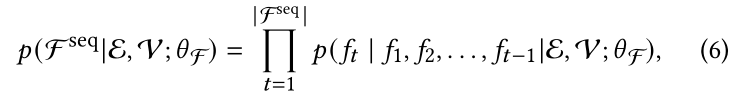 p(ℱ^seq|ℰ, 𝒱; θ_ℱ) = ∏_{t=1}^{|ℱ^seq|} p(f_t | f_1, f_2, . . . , f_{t−1}|ℰ, 𝒱; θ_ℱ), (6)